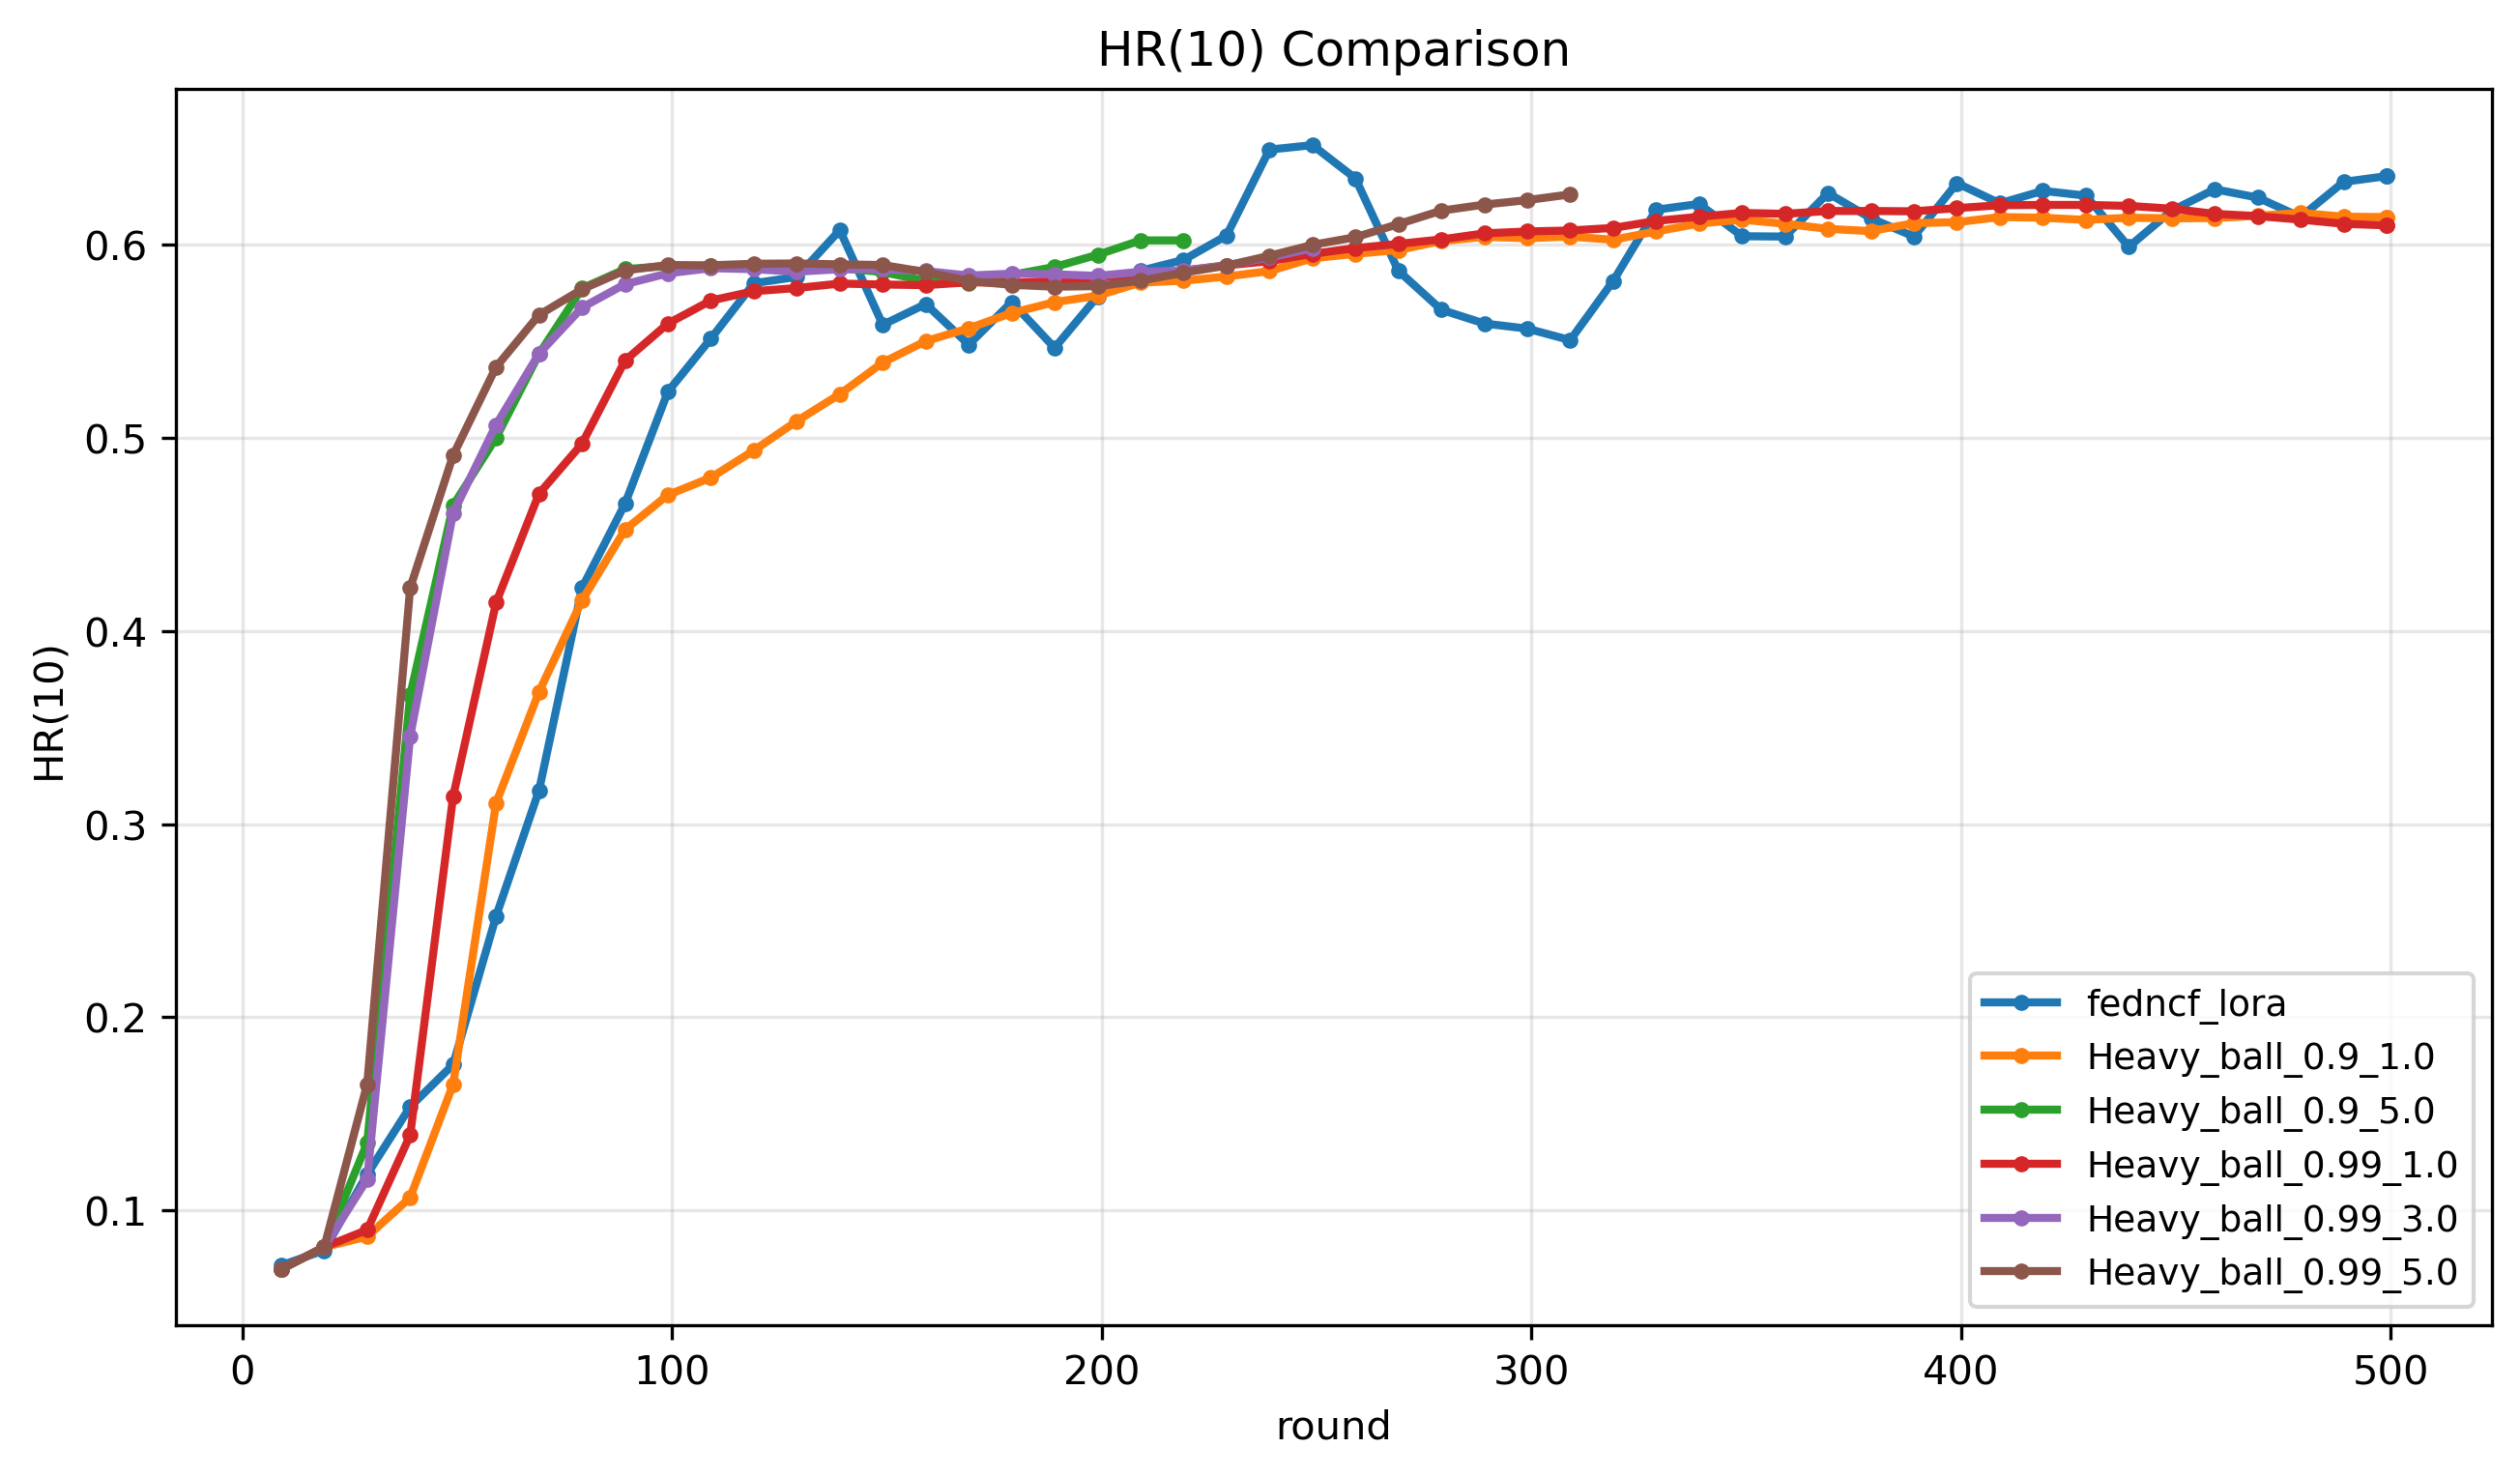 HR(10) Comparison
HR(10)
0.6
0.5
0.4
0.3
0.2
0.1
0
100
200
300
400
500
round
fedncf_lora
Heavy_ball_0.9_1.0
Heavy_ball_0.9_5.0
Heavy_ball_0.99_1.0
Heavy_ball_0.99_3.0
Heavy_ball_0.99_5.0